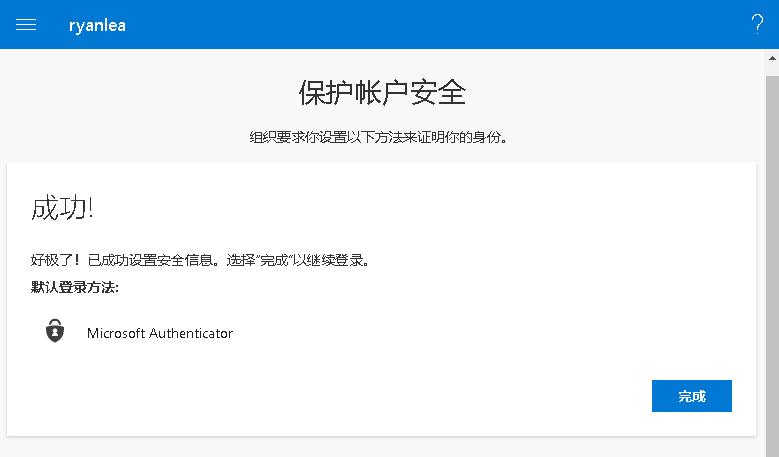 ryanlea
保护帐户安全
组织要求你设置以下方法来证明你的身份。
成功!
好极了！已成功设置安全信息。选择"完成"以继续登录。
默认登录方法:
Microsoft Authenticator
完成